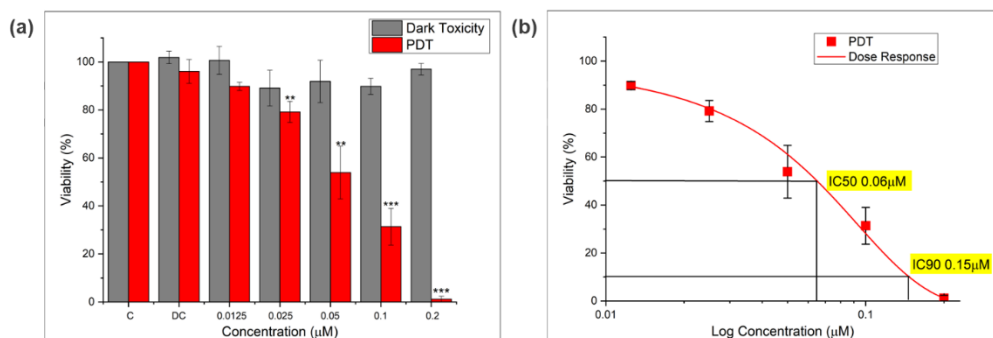 (a)
Dark Toxicity
PDT
Viability (%)
100
80
60
40
20
0
**
**
***
***
C DC 0.0125 0.025 0.05 0.1 0.2
Concentration (μM)
(b)
PDT
Dose Response
Viability (%)
100
80
60
40
20
0
IC50 0.06μM
IC90 0.15μM
0.01 0.1
Log Concentration (μM)